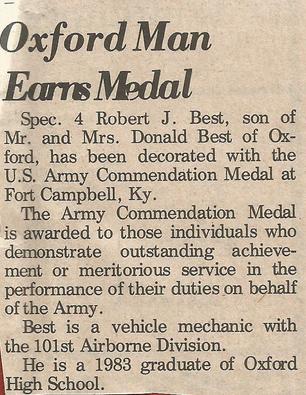 Oxford Man
Earns Medal
Spec. 4 Robert J. Best, son of
Mr. and Mrs. Donald Best of Ox-
ford, has been decorated with the
U.S. Army Commendation Medal at
Fort Campbell, Ky.
The Army Commendation Medal
is awarded to those individuals who
demonstrate outstanding achieve-
ment or meritorious service in the
performance of their duties on behalf
of the Army.
Best is a vehicle mechanic with
the 101st Airborne Division.
He is a 1983 graduate of Oxford
High School.